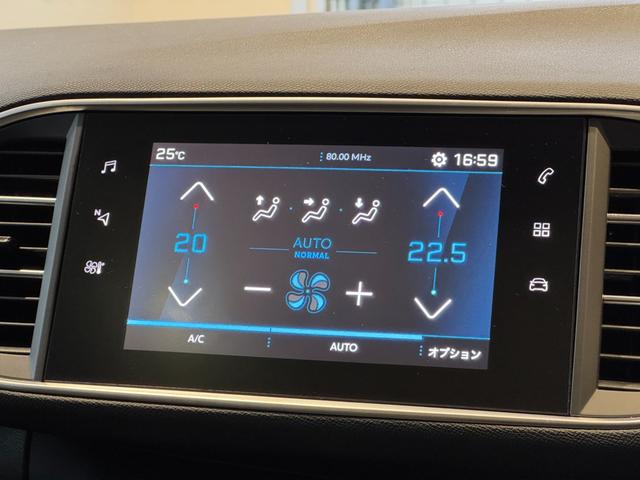 25°C
80.00 MHz
16:59
N
20
AUTO
NORMAL
22.5
A/C
AUTO
オプション